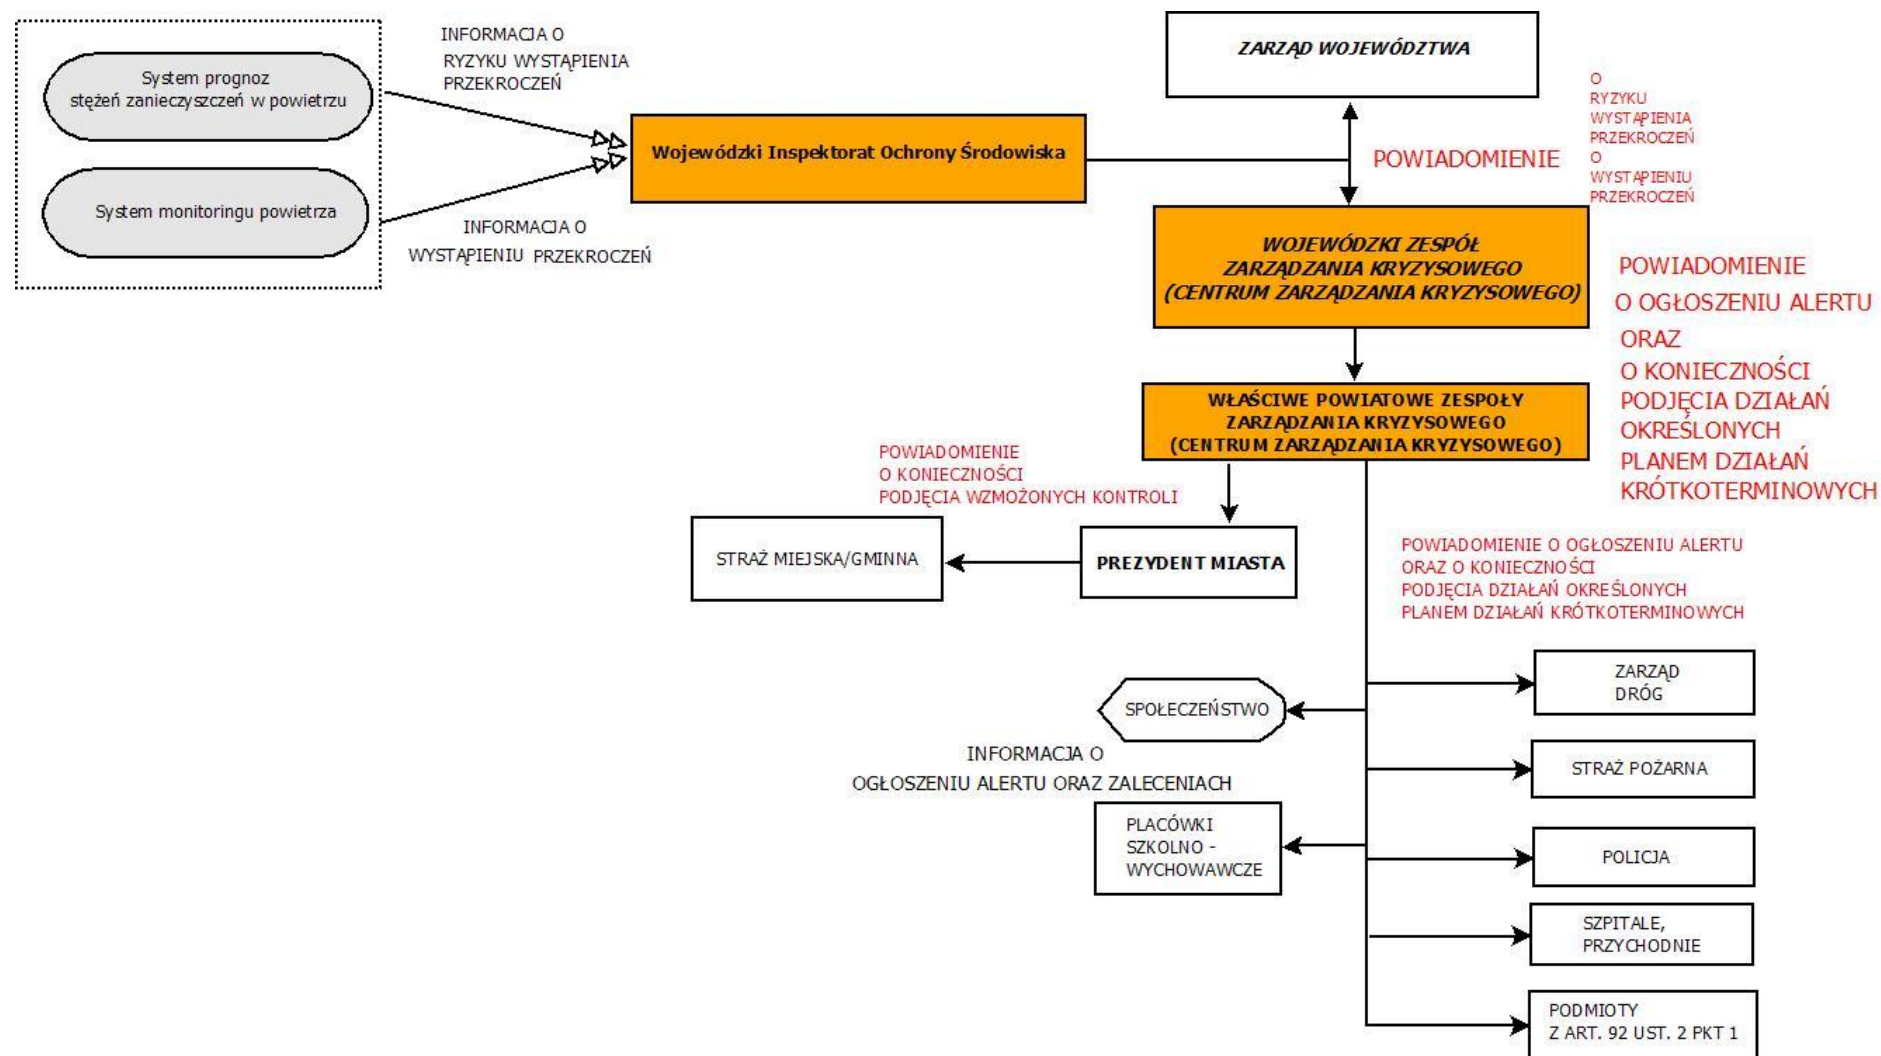 System prognoz
stężeń zanieczyszczeń w powietrzu
System monitoringu powietrza
INFORMACJA O
RYZYKU WYSTĄPIENIA
PRZEKROCZEŃ
INFORMACJA O
WYSTĄPIENIU PRZEKROCZEŃ
Wojewódzki Inspektorat Ochrony Środowiska
ZARZĄD WOJEWÓDZTWA
POWIADOMIENIE
O
RYZYKU
WYSTĄPIENIA
PRZEKROCZEŃ
O
WYSTĄPIENIU
PRZEKROCZEŃ
WOJEWÓDZKI ZESPÓŁ
ZARZĄDZANIA KRYZYSOWEGO
(CENTRUM ZARZĄDZANIA KRYZYSOWEGO)
POWIADOMIENIE
O OGŁOSZENIU ALERTU
ORAZ
O KONIECZNOŚCI
PODJĘCIA DZIAŁAŃ
OKREŚLONYCH
PLANEM DZIAŁAŃ
KRÓTKOTERMINOWYCH
WŁAŚCIWE POWIATOWE ZESPOŁY
ZARZĄDZANIA KRYZYSOWEGO
(CENTRUM ZARZĄDZANIA KRYZYSOWEGO)
POWIADOMIENIE
O KONIECZNOŚCI
PODJĘCIA WZMOŻONYCH KONTROLI
STRAŻ MIEJSKA/GMINNA
PREZYDENT MIASTA
POWIADOMIENIE O OGŁOSZENIU ALERTU
ORAZ O KONIECZNOŚCI
PODJĘCIA DZIAŁAŃ OKREŚLONYCH
PLANEM DZIAŁAŃ KRÓTKOTERMINOWYCH
ZARZĄD
DRÓG
SPOŁECZEŃSTWO
INFORMACJA O
OGŁOSZENIU ALERTU ORAZ ZALECENIACH
STRAŻ POŻARNA
PLACÓWKI
SZKOLNO -
WYCHOWAWCZE
POLICJA
SZPITALE,
PRZYCHODNIE
PODMIOTY
Z ART. 92 UST. 2 PKT 1